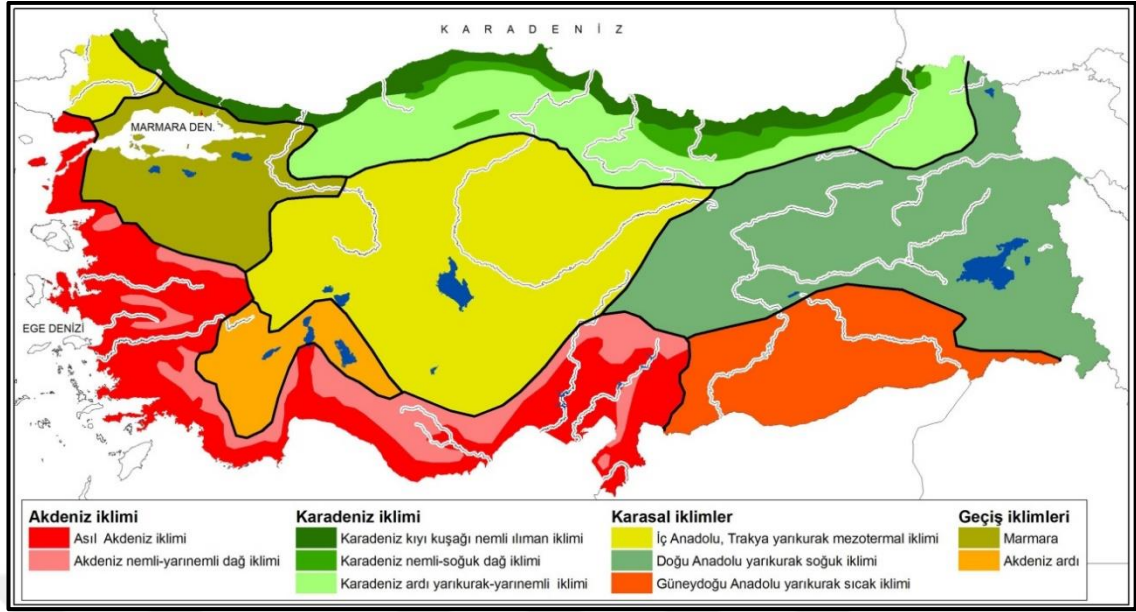 KARADENİZ
MARMARA DEN.
EGE DENİZİ
Akdeniz iklimi
Asıl Akdeniz iklimi
Akdeniz nemli-yarınemli dağ iklimi
Karadeniz iklimi
Karadeniz kıyı kuşağı nemli ılıman iklimi
Karadeniz nemli-soğuk dağ iklimi
Karadeniz ardı yarıkurak-yarınemli iklimi
Karasal iklimler
İç Anadolu, Trakya yarıkurak mezotermal iklimi
Doğu Anadolu yarıkurak soğuk iklimi
Güneydoğu Anadolu yarıkurak sıcak iklimi
Geçiş iklimleri
Marmara
Akdeniz ardı